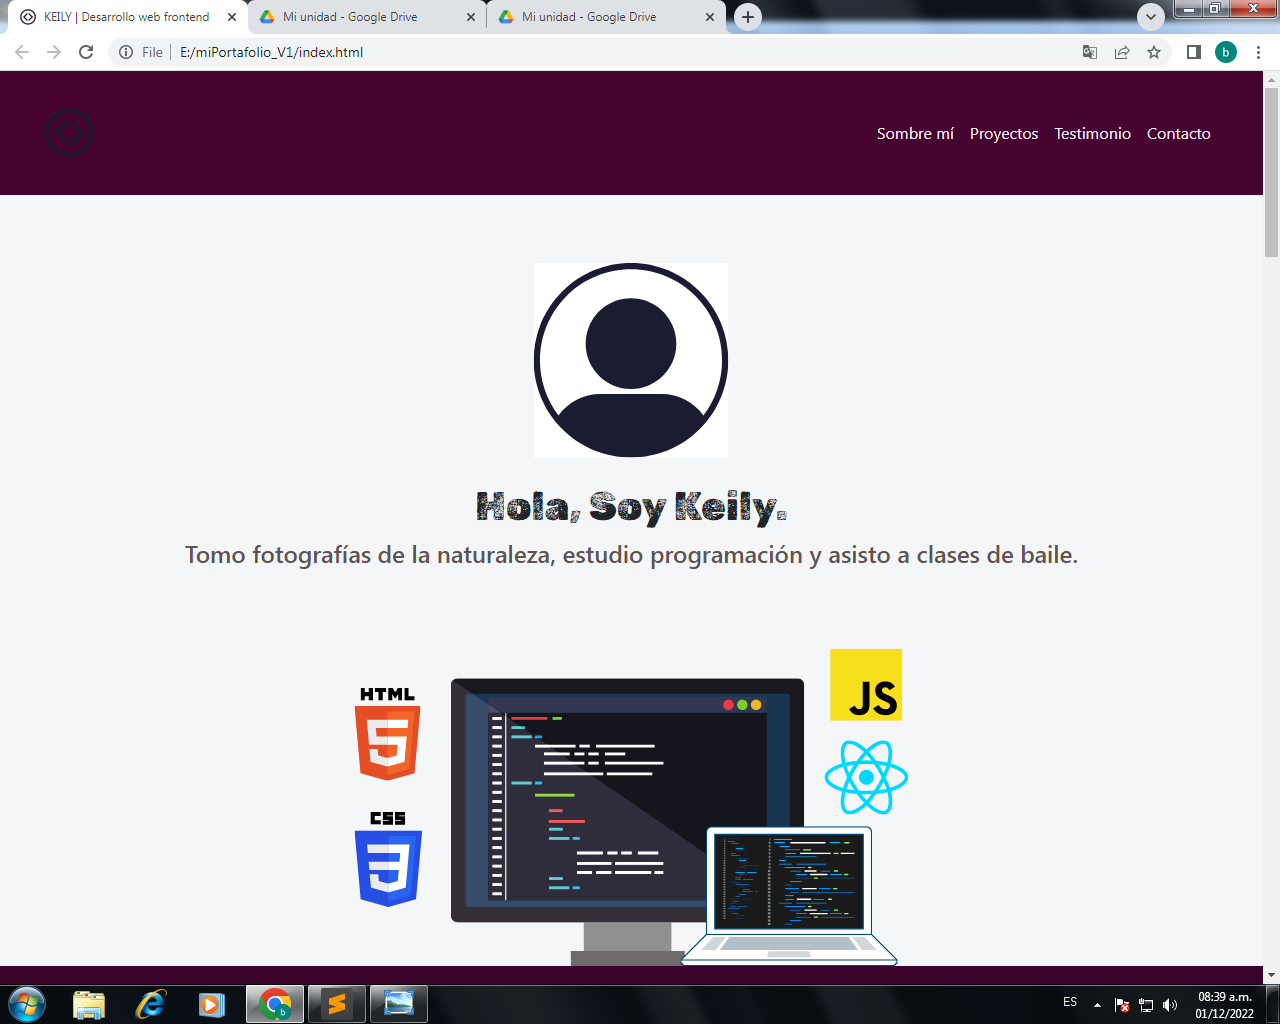 KEILY | Desarrollo web frontend
Mi unidad - Google Drive
Mi unidad - Google Drive
File
E:/miPortafolio_V1/index.html
b
Sombre mí
Proyectos
Testimonio
Contacto
Hola, Soy Keily.
Tomo fotografías de la naturaleza, estudio programación y asisto a clases de baile.
HTML
5
CSS
3
JS
b
ES
08:39 a.m.
01/12/2022